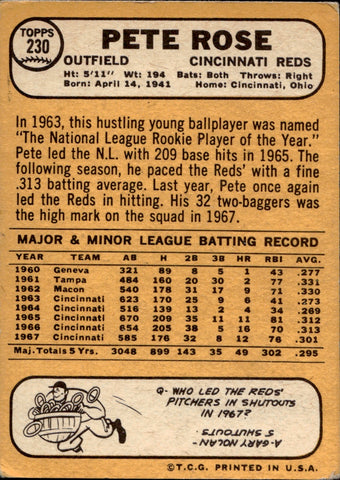 TOPPS
230
PETE ROSE
OUTFIELD CINCINNATI REDS
Ht: 5'11" Wt: 194 Bats: Both Throws: Right
Born: April 14, 1941 Home: Cincinnati, Ohio
In 1963, this hustling young ballplayer was named
"The National League Rookie Player of the Year."
Pete led the N.L. with 209 base hits in 1965. The
following season, he paced the Reds' with a fine
.313 batting average. Last year, Pete once again
led the Reds in hitting. His 32 two-baggers was
the high mark on the squad in 1967.
MAJOR & MINOR LEAGUE BATTING RECORD
YEAR TEAM AB H 2B 3B HR RBI AVG.
1960 Geneva 321 89 8 5 1 43 .277
1961 Tampa 484 160 20 30 2 77 .331
1962 Macon 540 178 31 17 9 71 .330
1963 Cincinnati 623 170 25 9 6 41 .273
1964 Cincinnati 516 139 13 2 4 34 .269
1965 Cincinnati 670 209 35 11 11 81 .312
1966 Cincinnati 654 205 38 5 16 70 .313
1967 Cincinnati 585 176 32 8 12 76 .301
Maj. Totals 5 Yrs. 3048 899 143 35 49 302 .295
Q- WHO LED THE REDS'
PITCHERS IN SHUTOUTS
IN 1967?
A-GARY NOLAN
5 SHUTOUTS
©T.C.G. PRINTED IN U.S.A.